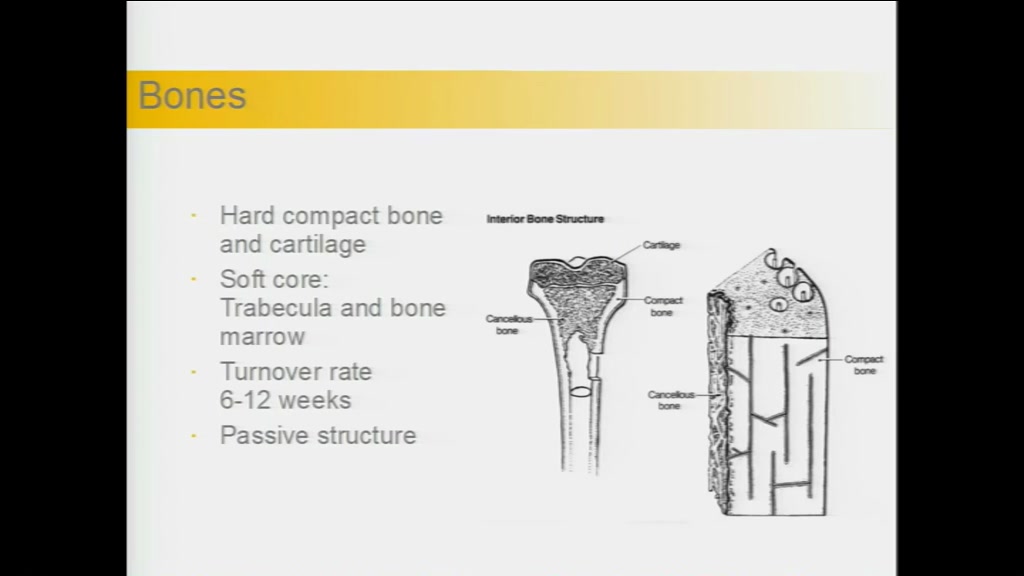 Bones
· Hard compact bone
and cartilage
· Soft core:
Trabecula and bone
marrow
· Turnover rate
6-12 weeks
· Passive structure
Interior Bone Structure
Cartilage
Compact
bone
Cancellous
bone
Compact
bone
Cancellous
bone